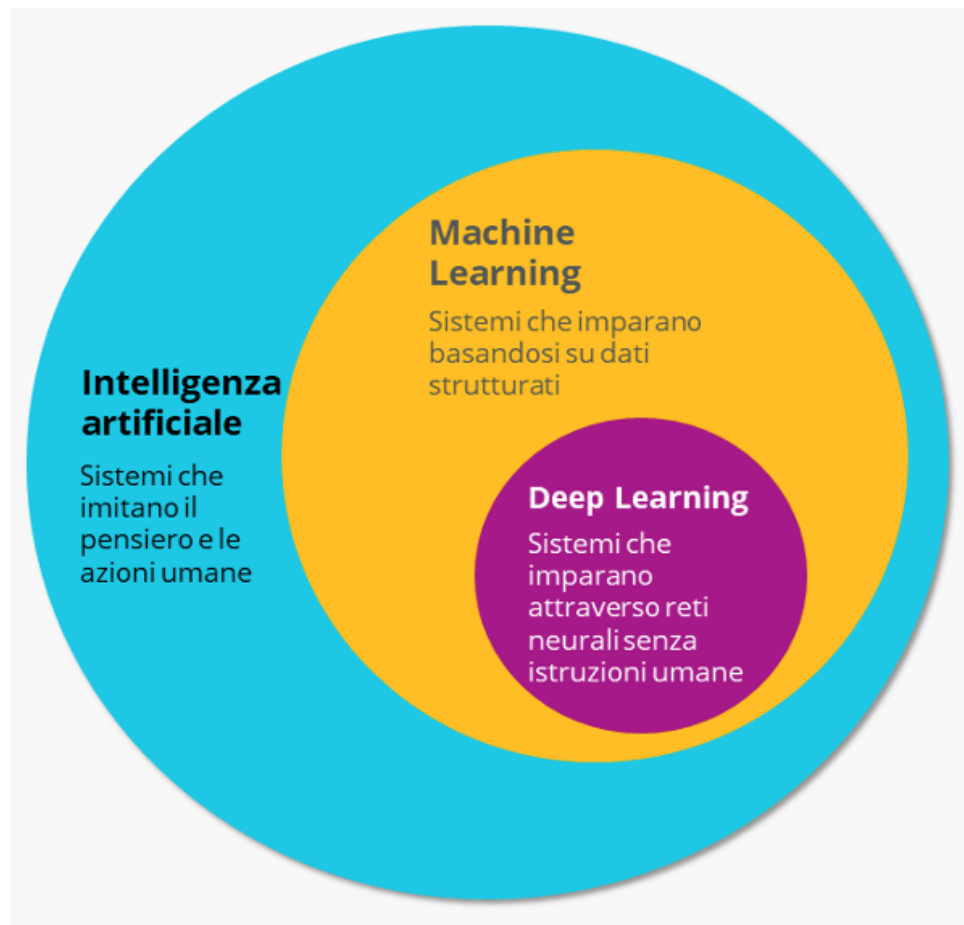 Machine
Learning
Sistemi che imparano
basandosi su dati
strutturati
Intelligenza
artificiale
Sistemi che
imitano il
pensiero e le
azioni umane
Deep Learning
Sistemi che
imparano
attraverso reti
neurali senza
istruzioni umane